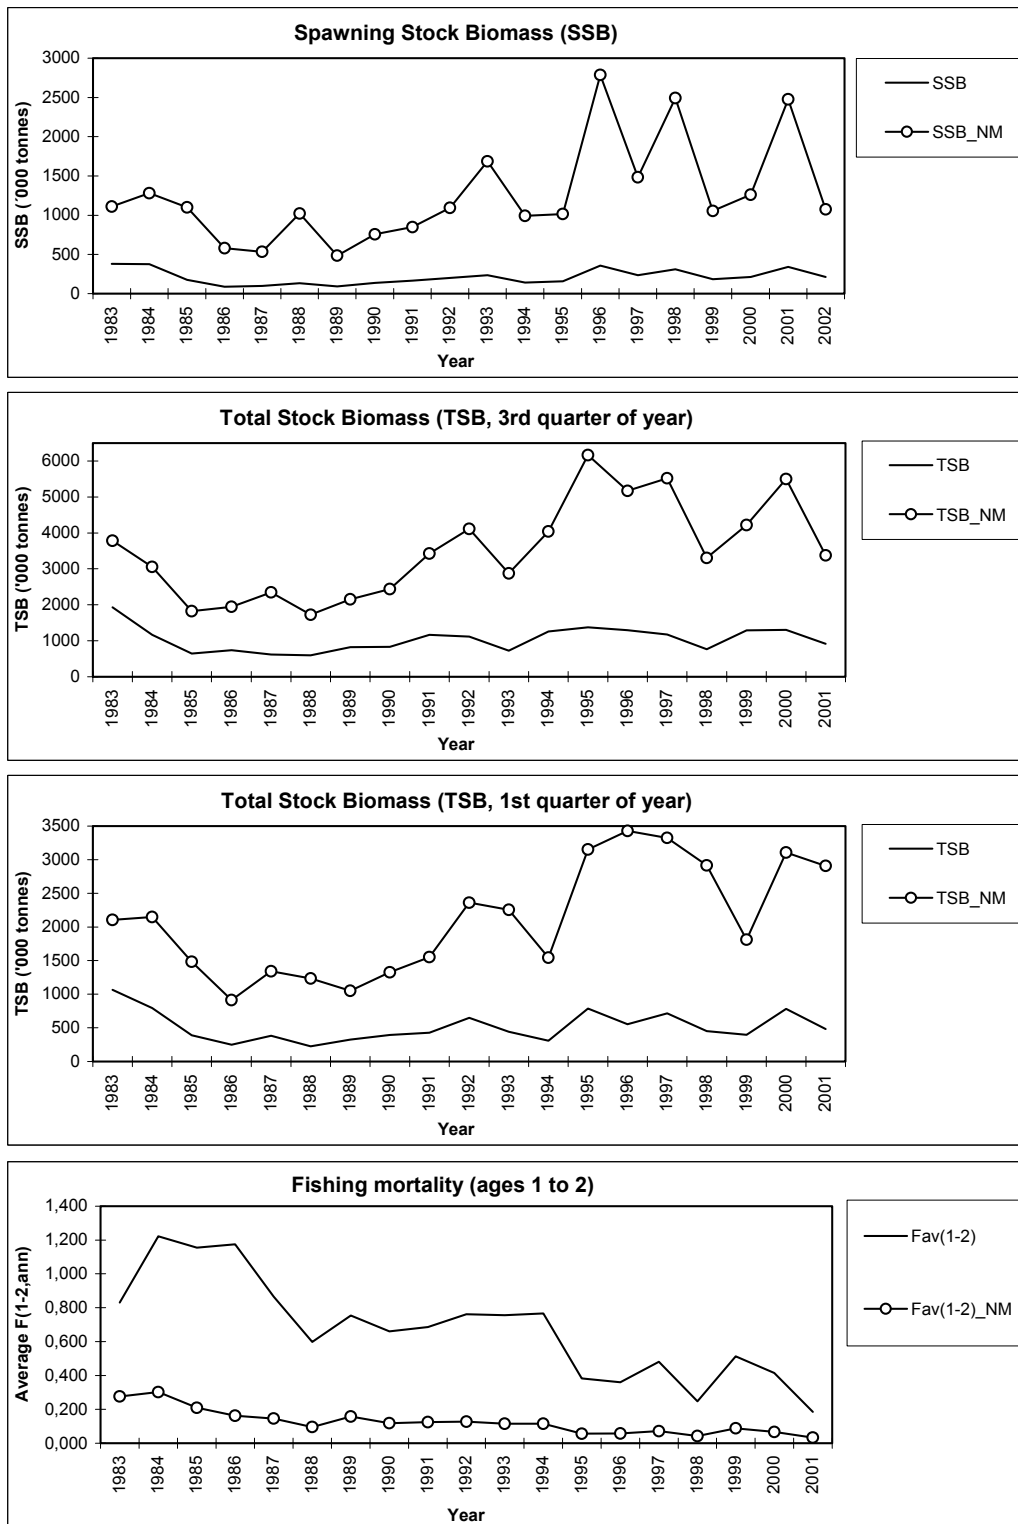 Spawning Stock Biomass (SSB)
SSB (´000 tonnes)
3000
2500
2000
1500
1000
500
0
1983 1984 1985 1986 1987 1988 1989 1990 1991 1992 1993 1994 1995 1996 1997 1998 1999 2000 2001 2002
Year
SSB
SSB_NM
Total Stock Biomass (TSB, 3rd quarter of year)
TSB ('000 tonnes)
6000
5000
4000
3000
2000
1000
0
1983 1984 1985 1986 1987 1988 1989 1990 1991 1992 1993 1994 1995 1996 1997 1998 1999 2000 2001
Year
TSB
TSB_NM
Total Stock Biomass (TSB, 1st quarter of year)
TSB ('000 tonnes)
3500
3000
2500
2000
1500
1000
500
0
1983 1984 1985 1986 1987 1988 1989 1990 1991 1992 1993 1994 1995 1996 1997 1998 1999 2000 2001
Year
TSB
TSB_NM
Fishing mortality (ages 1 to 2)
Average F(1-2,ann)
1,400
1,200
1,000
0,800
0,600
0,400
0,200
0,000
1983 1984 1985 1986 1987 1988 1989 1990 1991 1992 1993 1994 1995 1996 1997 1998 1999 2000 2001
Year
Fav(1-2)
Fav(1-2)_NM